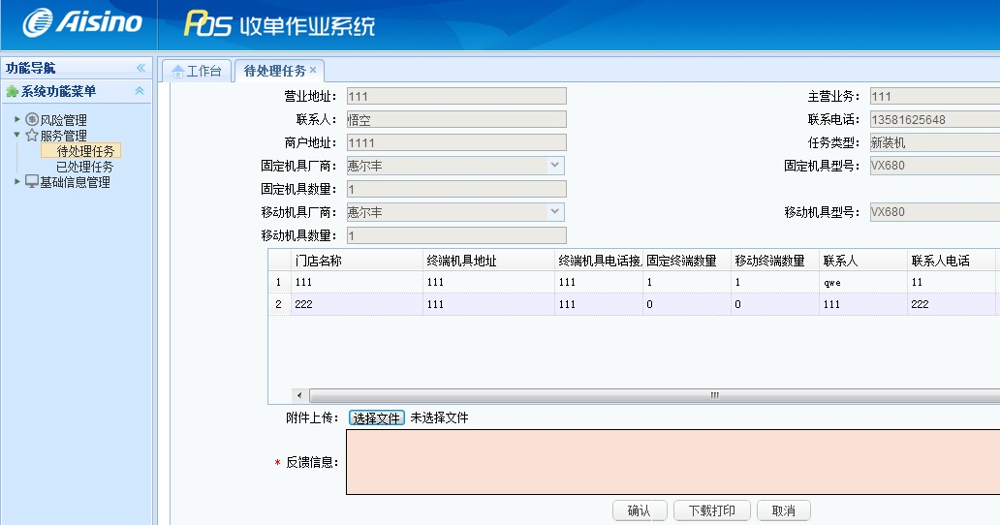 Aisino POS 收单作业系统
功能导航
系统功能菜单
风险管理
服务管理
待处理任务
已处理任务
基础信息管理
工作台 待处理任务
营业地址: 111 主营业务: 111
联系人: 悟空 联系电话: 13581625648
商户地址: 1111 任务类型: 新装机
固定机具厂商: 惠尔丰 固定机具型号: VX680
固定机具数量: 1
移动机具厂商: 惠尔丰 移动机具型号: VX680
移动机具数量: 1
门店名称 终端机具地址 终端机具电话接 固定终端数量 移动终端数量 联系人 联系人电话
1 111 111 111 1 1 qwe 11
2 222 111 111 0 0 111 222
附件上传: 选择文件 未选择文件
* 反馈信息:
确认 下载打印 取消